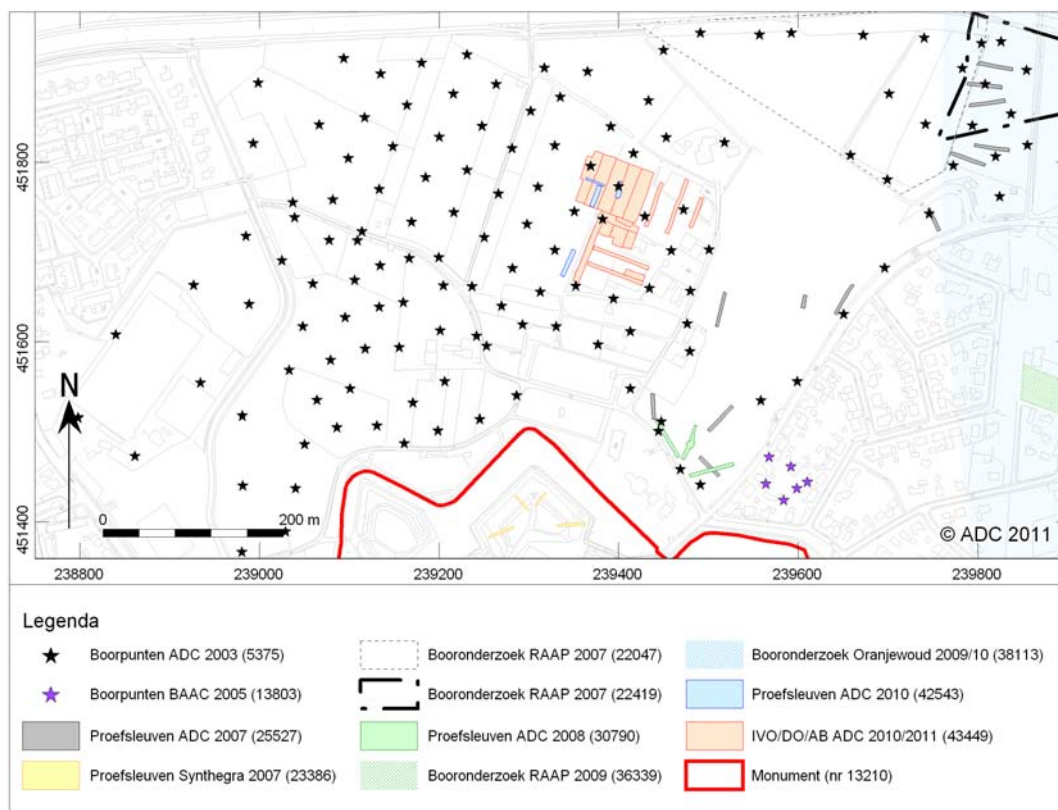 451800
451600
451400
N
0 200 m
© ADC 2011
238800 239000 239200 239400 239600 239800
Legenda
Boorpunten ADC 2003 (5375)
Boorpunten BAAC 2005 (13803)
Proefsleuven ADC 2007 (25527)
Proefsleuven Synthegra 2007 (23386)
Booronderzoek RAAP 2007 (22047)
Booronderzoek RAAP 2007 (22419)
Proefsleuven ADC 2008 (30790)
Booronderzoek RAAP 2009 (36339)
Booronderzoek Oranjewoud 2009/10 (38113)
Proefsleuven ADC 2010 (42543)
IVO/DO/AB ADC 2010/2011 (43449)
Monument (nr 13210)